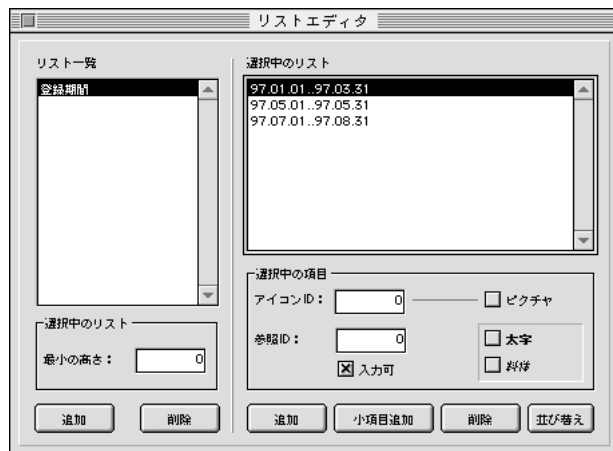 リストエディタ
リスト一覧
登録期間
選択中のリスト
最小の高さ：
0
追加
削除
選択中のリスト
97.01.01..97.03.31
97.05.01..97.05.31
97.07.01..97.08.31
選択中の項目
アイコンID：
0
ピクチャ
参照ID：
0
太字
入力可
斜体
追加
小項目追加
削除
並び替え